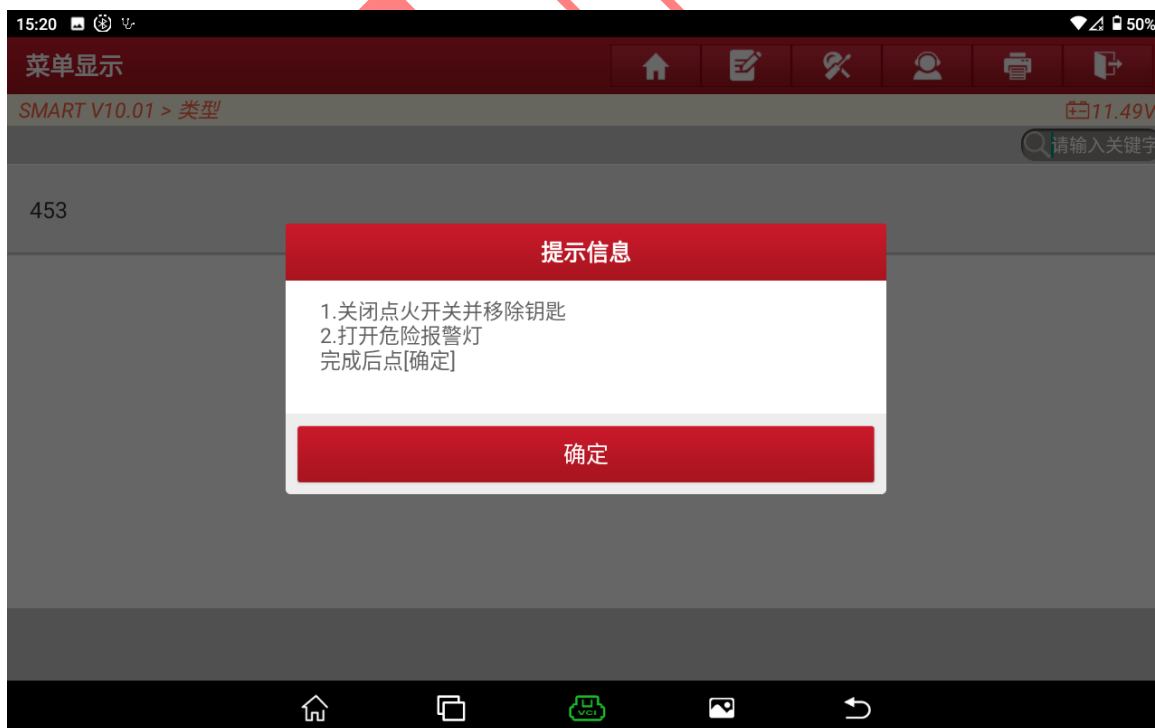 15:20 50%
菜单显示
SMART V10.01 > 类型 11.49V
请输入关键字
453
提示信息
1.关闭点火开关并移除钥匙
2.打开危险报警灯
完成后点[确定]
确定
VCI